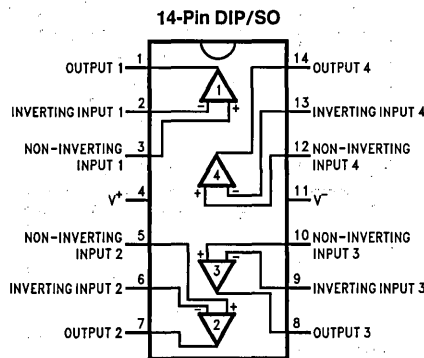 14-Pin DIP/SO
1
OUTPUT 1
2
INVERTING INPUT 1
3
NON-INVERTING
INPUT 1
4
V+
5
NON-INVERTING
INPUT 2
6
INVERTING INPUT 2
7
OUTPUT 2
14
OUTPUT 4
13
INVERTING INPUT 4
12
NON-INVERTING
INPUT 4
11
V-
10
NON-INVERTING
INPUT 3
9
INVERTING INPUT 3
8
OUTPUT 3
1
- +
4
+ -
+ -
3
- +
2